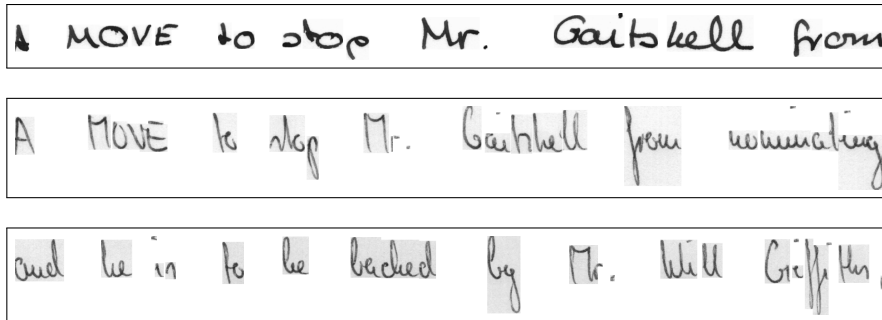 A MOVE to stop Mr. Gaitskell from
A MOVE to stop Mr. Gaitskell from nominating
and he is to be backed by Mr. Will Griffiths,